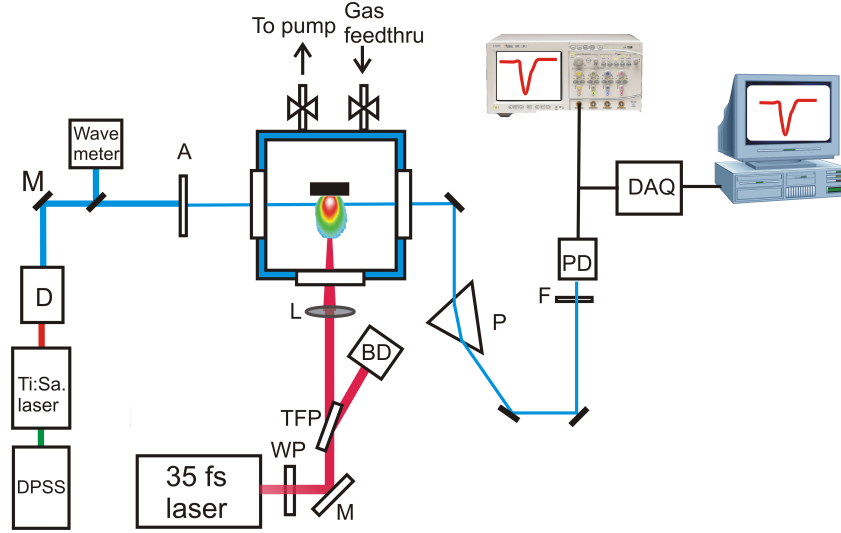 To pump
Gas
feedthru
Wave
meter
A
M
DAQ
D
PD
F
L
P
BD
Ti:Sa.
laser
TFP
WP
DPSS
35 fs
laser
M